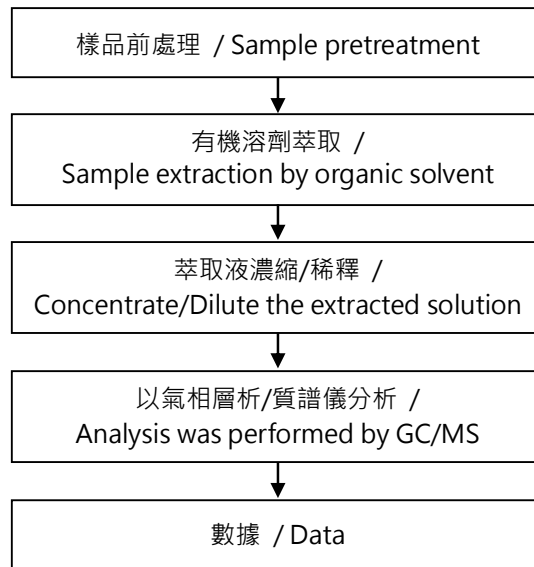 樣品前處理 / Sample pretreatment
有機溶劑萃取 /
Sample extraction by organic solvent
萃取液濃縮/稀釋 /
Concentrate/Dilute the extracted solution
以氣相層析/質譜儀分析 /
Analysis was performed by GC/MS
數據 / Data